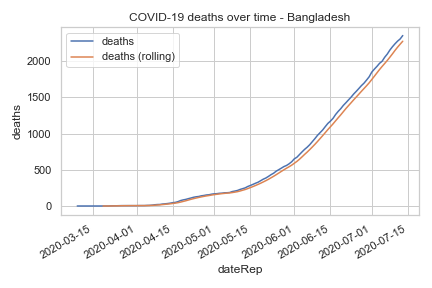 COVID-19 deaths over time - Bangladesh
deaths
deaths (rolling)
2000
1500
1000
500
0
deaths
2020-03-15
2020-04-01
2020-04-15
2020-05-01
2020-05-15
2020-06-01
2020-06-15
2020-07-01
2020-07-15
dateRep